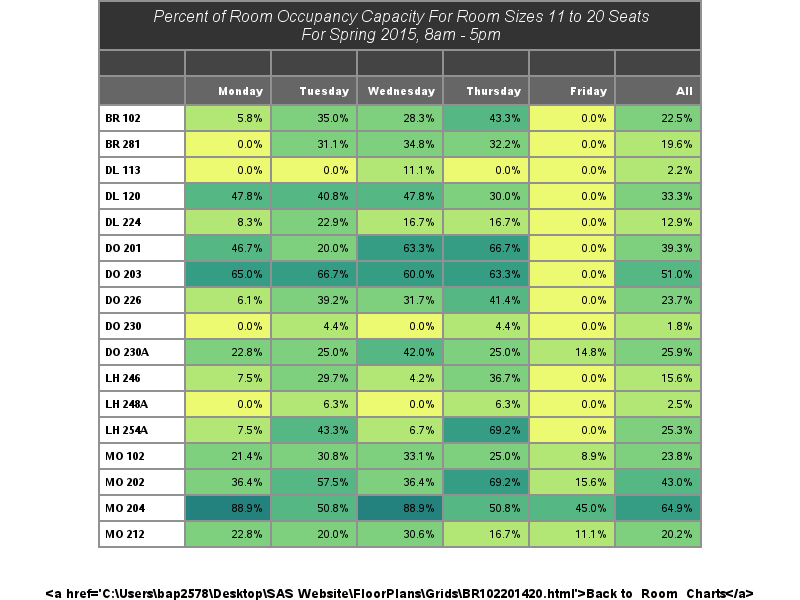 Percent of Room Occupancy Capacity For Room Sizes 11 to 20 Seats
For Spring 2015, 8am - 5pm
Monday Tuesday Wednesday Thursday Friday All
BR 102 5.8% 35.0% 28.3% 43.3% 0.0% 22.5%
BR 281 0.0% 31.1% 34.8% 32.2% 0.0% 19.6%
DL 113 0.0% 0.0% 11.1% 0.0% 0.0% 2.2%
DL 120 47.8% 40.8% 47.8% 30.0% 0.0% 33.3%
DL 224 8.3% 22.9% 16.7% 16.7% 0.0% 12.9%
DO 201 46.7% 20.0% 63.3% 66.7% 0.0% 39.3%
DO 203 65.0% 66.7% 60.0% 63.3% 0.0% 51.0%
DO 226 6.1% 39.2% 31.7% 41.4% 0.0% 23.7%
DO 230 0.0% 4.4% 0.0% 4.4% 0.0% 1.8%
DO 230A 22.8% 25.0% 42.0% 25.0% 14.8% 25.9%
LH 246 7.5% 29.7% 4.2% 36.7% 0.0% 15.6%
LH 248A 0.0% 6.3% 0.0% 6.3% 0.0% 2.5%
LH 254A 7.5% 43.3% 6.7% 69.2% 0.0% 25.3%
MO 102 21.4% 30.8% 33.1% 25.0% 8.9% 23.8%
MO 202 36.4% 57.5% 36.4% 69.2% 15.6% 43.0%
MO 204 88.9% 50.8% 88.9% 50.8% 45.0% 64.9%
MO 212 22.8% 20.0% 30.6% 16.7% 11.1% 20.2%
<a href='C:\Users\bap2578\Desktop\SAS Website\FloorPlans\Grids\BR102201420.html'>Back to Room Charts</a>